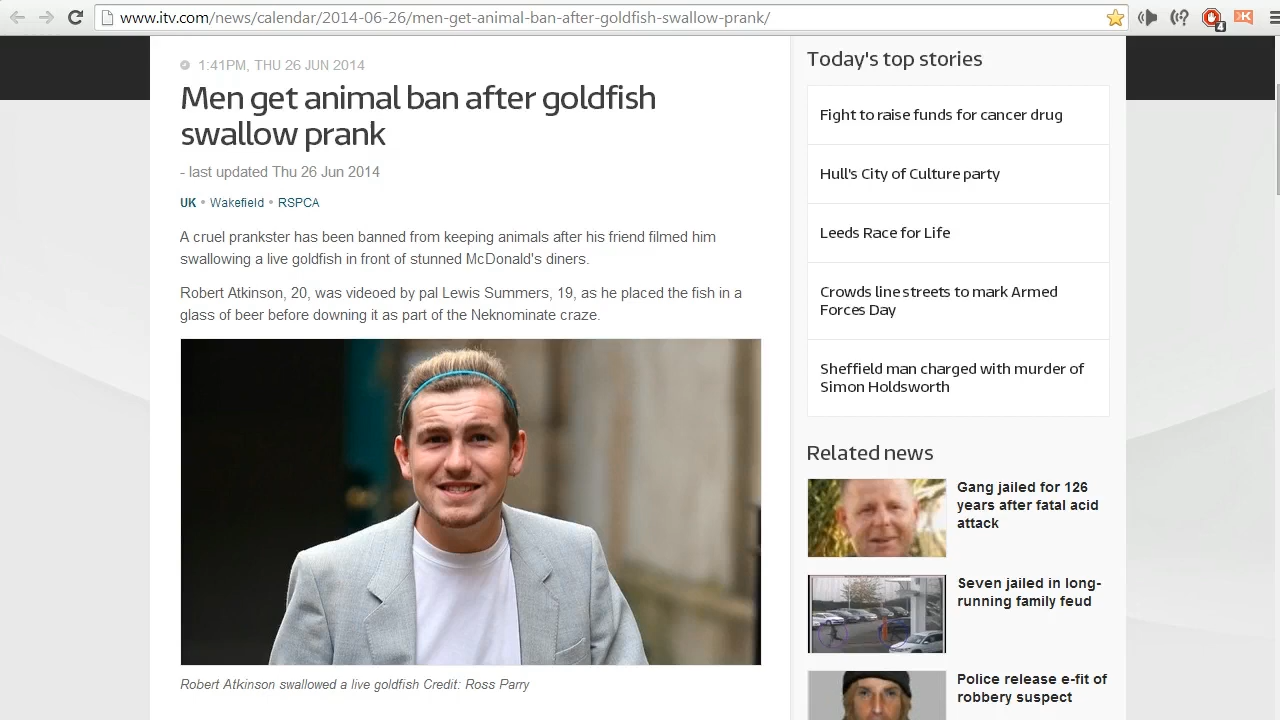 www.itv.com/news/calendar/2014-06-26/men-get-animal-ban-after-goldfish-swallow-prank/
4
K
1:41PM, THU 26 JUN 2014
Men get animal ban after goldfish
swallow prank
- last updated Thu 26 Jun 2014
UK • Wakefield • RSPCA
A cruel prankster has been banned from keeping animals after his friend filmed him
swallowing a live goldfish in front of stunned McDonald's diners.
Robert Atkinson, 20, was videoed by pal Lewis Summers, 19, as he placed the fish in a
glass of beer before downing it as part of the Neknominate craze.
Robert Atkinson swallowed a live goldfish Credit: Ross Parry
Today's top stories
Fight to raise funds for cancer drug
Hull's City of Culture party
Leeds Race for Life
Crowds line streets to mark Armed
Forces Day
Sheffield man charged with murder of
Simon Holdsworth
Related news
Gang jailed for 126
years after fatal acid
attack
Seven jailed in long-
running family feud
Police release e-fit of
robbery suspect